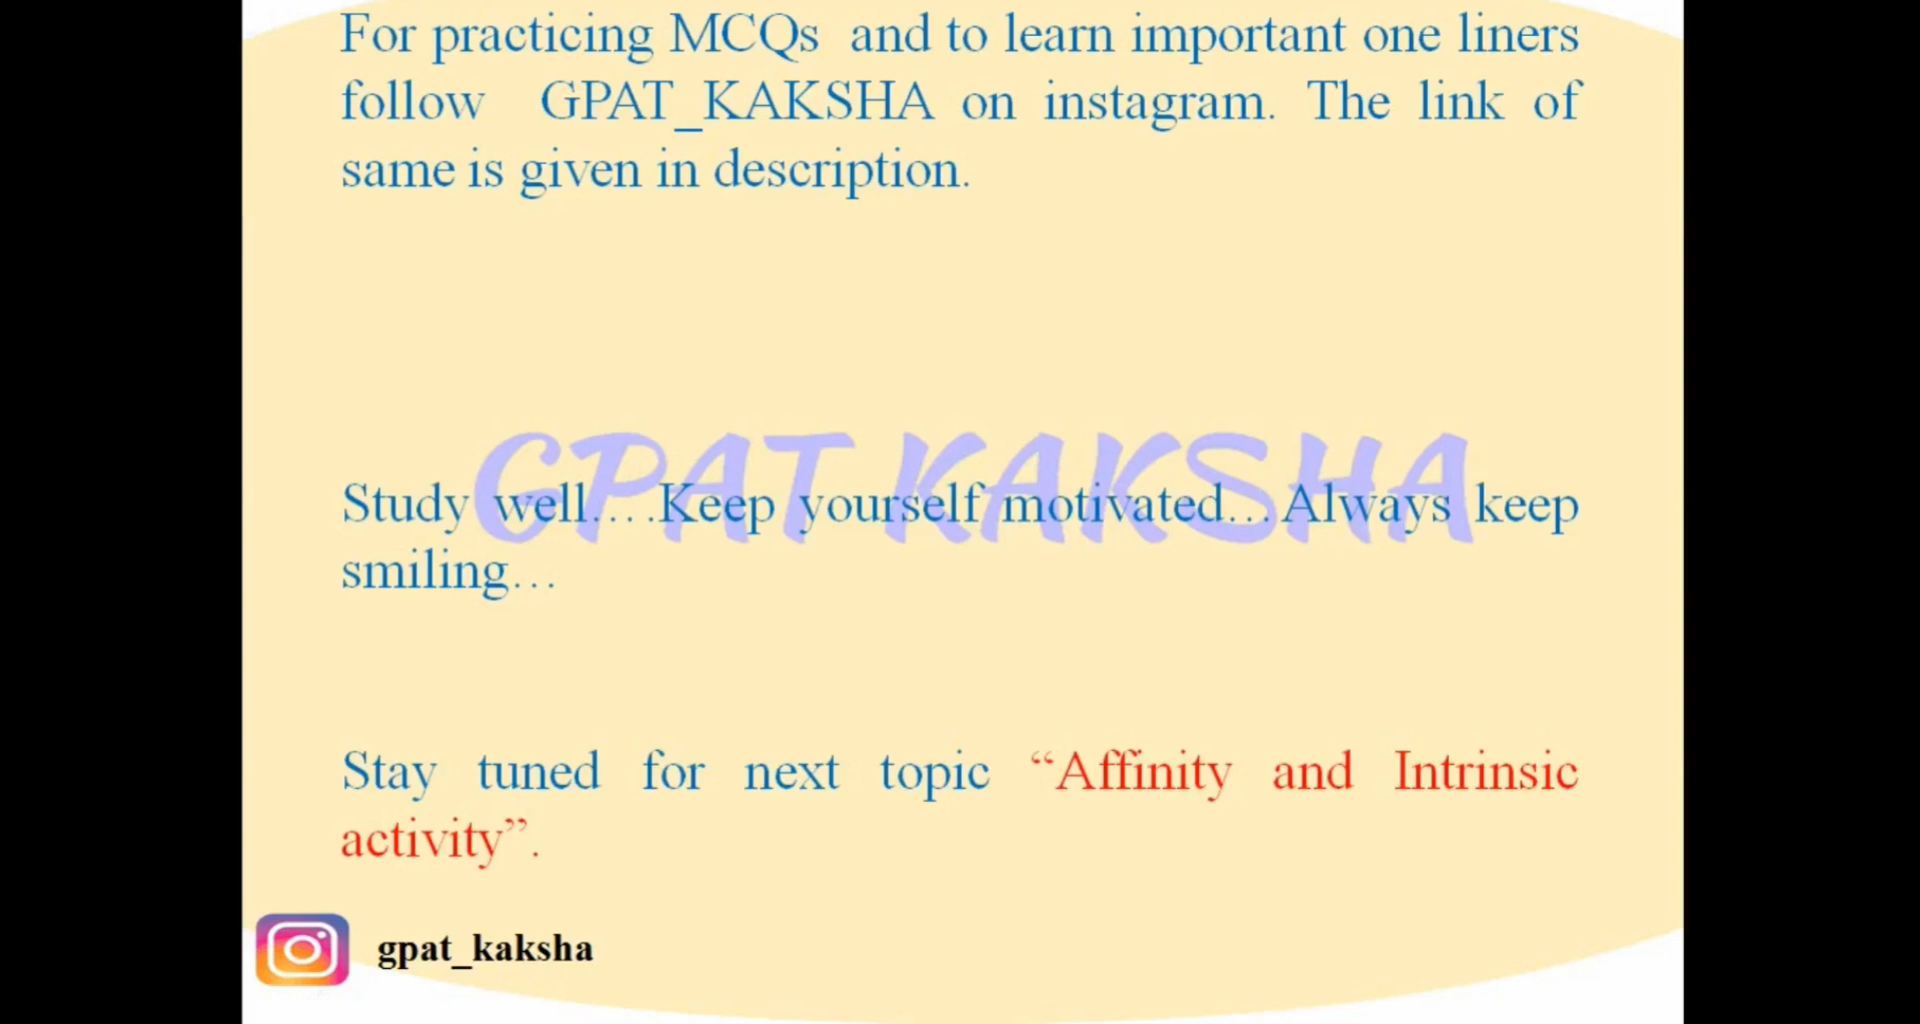 For practicing MCQs and to learn important one liners
follow GPAT_KAKSHA on instagram. The link of
same is given in description.
GPAT KAKSHA
Study well....Keep yourself motivated...Always keep
smiling...
Stay tuned for next topic “Affinity and Intrinsic
activity”.
gpat_kaksha